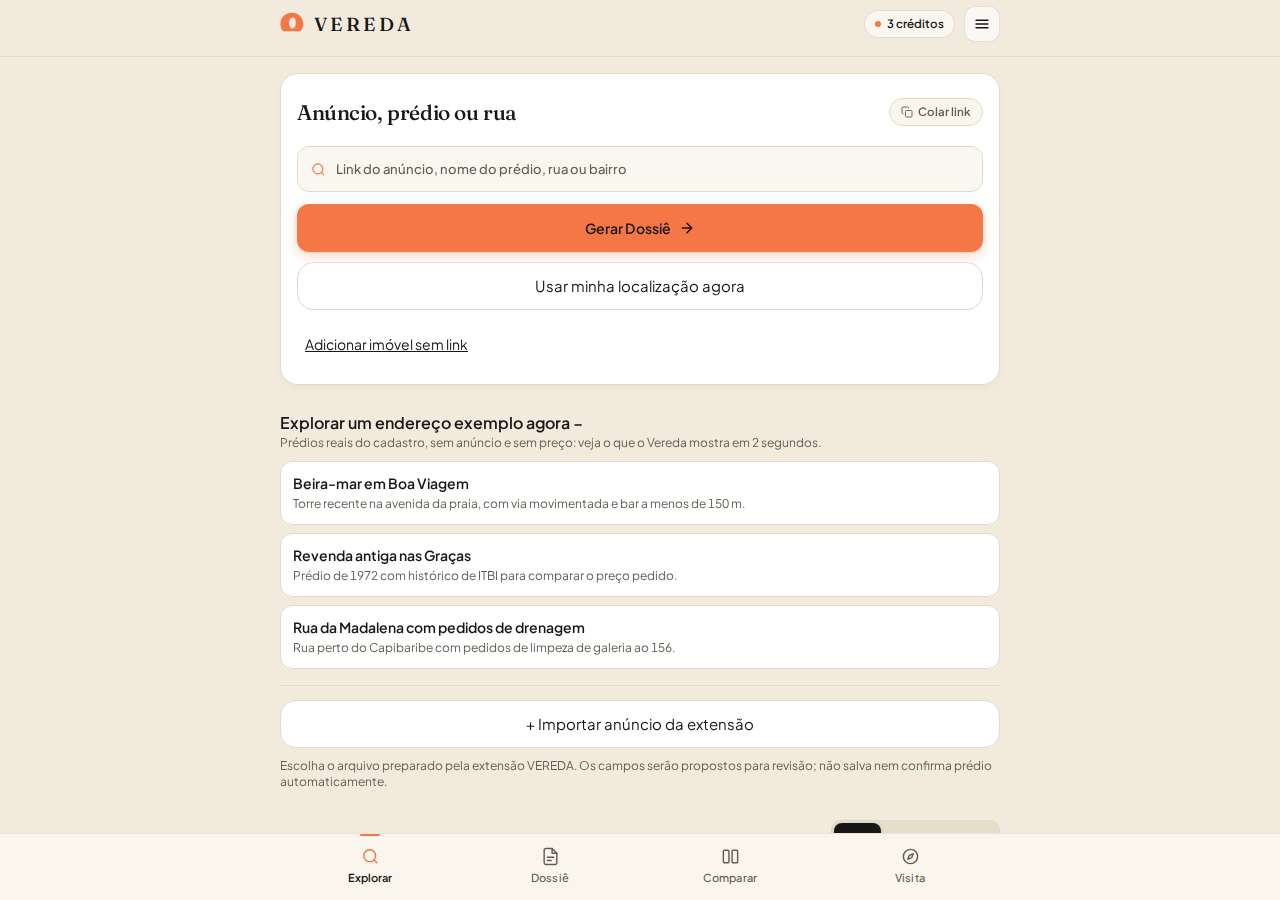 VEREDA
3 créditos
Anúncio, prédio ou rua
Colar link
Link do anúncio, nome do prédio, rua ou bairro
Gerar Dossiê →
Usar minha localização agora
Adicionar imóvel sem link
Explorar um endereço exemplo agora –
Prédios reais do cadastro, sem anúncio e sem preço: veja o que o Vereda mostra em 2 segundos.
Beira-mar em Boa Viagem
Torre recente na avenida da praia, com via movimentada e bar a menos de 150 m.
Revenda antiga nas Graças
Prédio de 1972 com histórico de ITBI para comparar o preço pedido.
Rua da Madalena com pedidos de drenagem
Rua perto do Capibaribe com pedidos de limpeza de galeria ao 156.
+ Importar anúncio da extensão
Escolha o arquivo preparado pela extensão VEREDA. Os campos serão propostos para revisão; não salva nem confirma prédio
automaticamente.
Explorar
Dossiê
Comparar
Visita